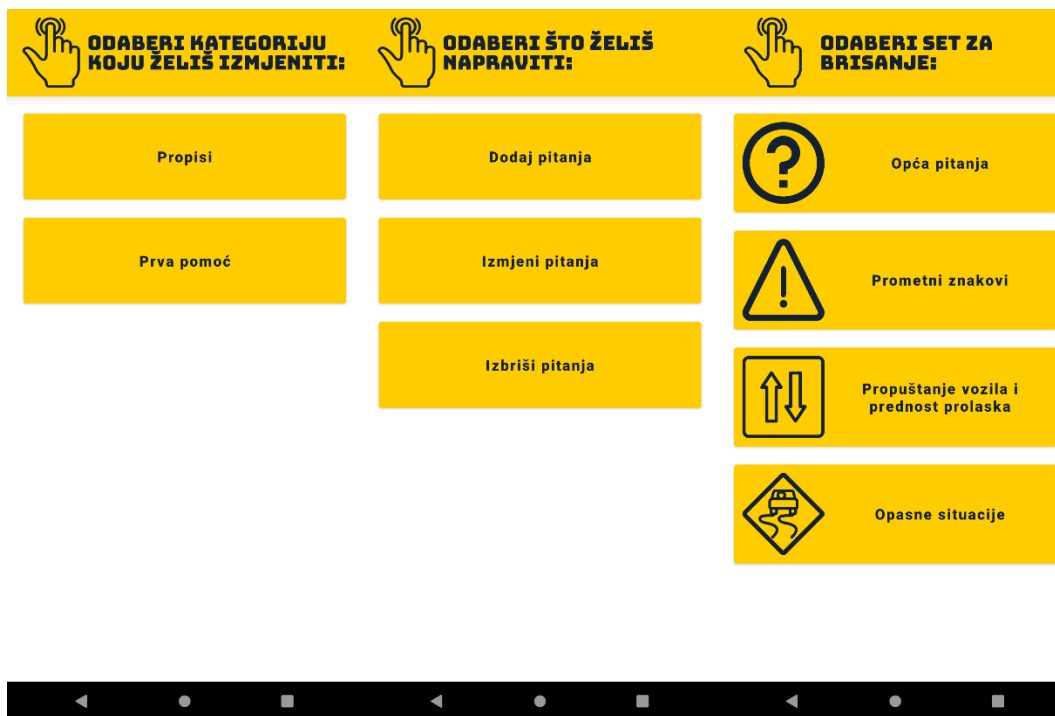 ODABERI KATEGORIJU
KOJU ŽELIŠ IZMJENITI:
Propisi
Prva pomoć
ODABERI ŠTO ŽELIŠ
NAPRAVITI:
Dodaj pitanja
Izmjeni pitanja
Izbriši pitanja
ODABERI SET ZA
BRISANJE:
Opća pitanja
Prometni znakovi
Propuštanje vozila i
prednost prolaska
Opasne situacije